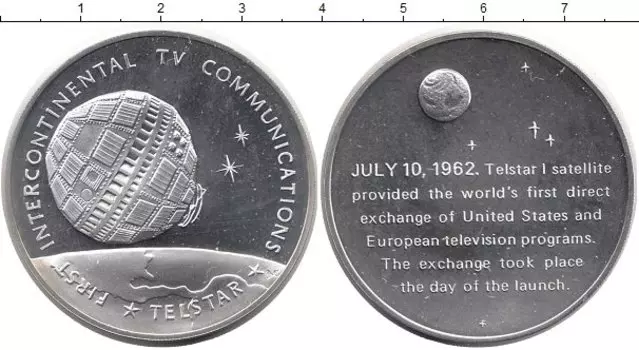 0 1 2 3 4 5 6 7
INTERCONTINENTAL TV COMMUNICATIONS
FIRST ★ TELSTAR ★
JULY 10, 1962. Telstar I satellite
provided the world's first direct
exchange of United States and
European television programs.
The exchange took place
the day of the launch.